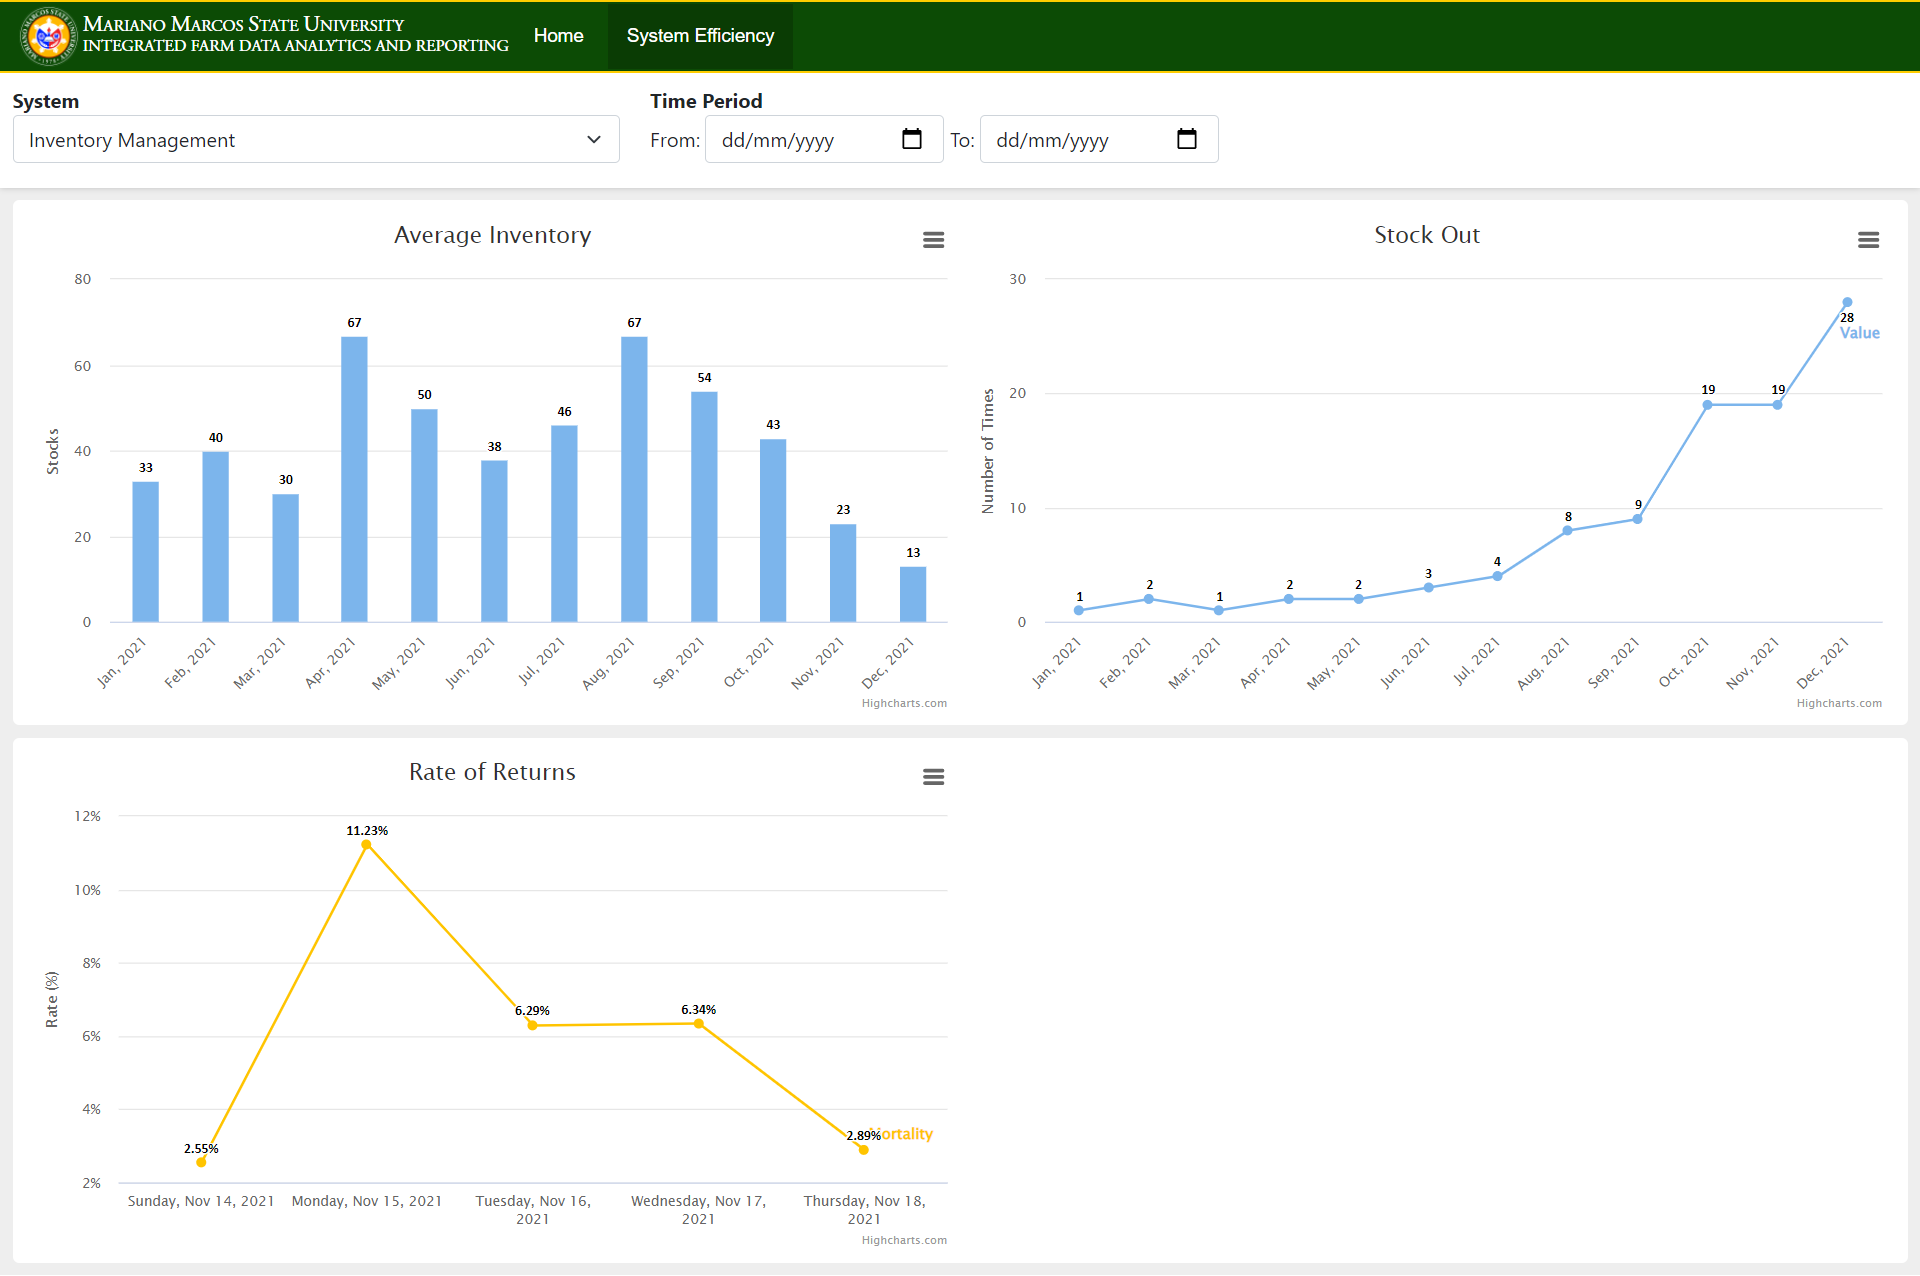 MARIANO MARCOS STATE UNIVERSITY
INTEGRATED FARM DATA ANALYTICS AND REPORTING
Home
System Efficiency
System
Inventory Management
Time Period
From: dd/mm/yyyy To: dd/mm/yyyy
Average Inventory
Stocks
80
60
40
20
0
33
40
30
67
50
38
46
67
54
43
23
13
Jan, 2021
Feb, 2021
Mar, 2021
Apr, 2021
May, 2021
Jun, 2021
Jul, 2021
Aug, 2021
Sep, 2021
Oct, 2021
Nov, 2021
Dec, 2021
Highcharts.com
Stock Out
Number of Times
30
20
10
0
1
2
1
2
2
3
4
8
9
19
19
28
Value
Jan, 2021
Feb, 2021
Mar, 2021
Apr, 2021
May, 2021
Jun, 2021
Jul, 2021
Aug, 2021
Sep, 2021
Oct, 2021
Nov, 2021
Dec, 2021
Highcharts.com
Rate of Returns
Rate (%)
12%
10%
8%
6%
4%
2%
2.55%
11.23%
6.29%
6.34%
2.89%
Mortality
Sunday, Nov 14, 2021
Monday, Nov 15, 2021
Tuesday, Nov 16,
2021
Wednesday, Nov 17,
2021
Thursday, Nov 18,
2021
Highcharts.com